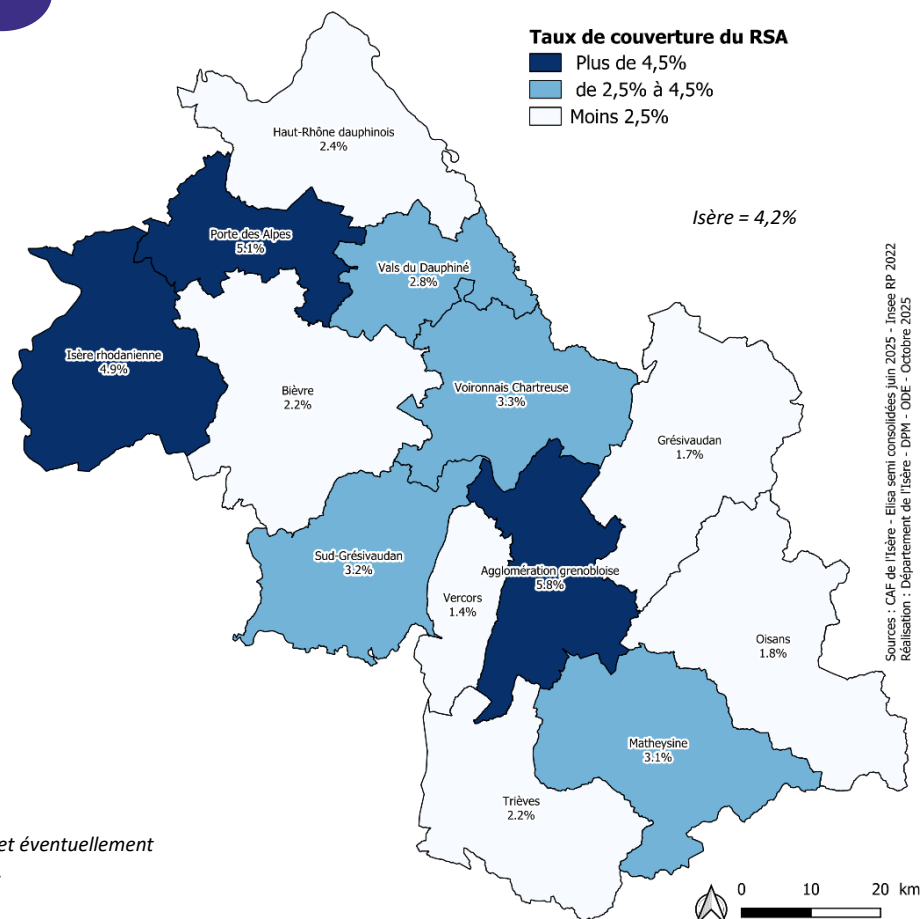 Taux de couverture du RSA
Plus de 4,5%
de 2,5% à 4,5%
Moins 2,5%
Isère = 4,2%
Haut-Rhône dauphinois
2.4%
Porte des Alpes
5.1%
Vals du Dauphiné
2.8%
Isère rhodanienne
4.9%
Bièvre
2.2%
Voironnais Chartreuse
3.3%
Grésivaudan
1.7%
Sud-Grésivaudan
3.2%
Agglomération grenobloise
5.8%
Vercors
1.4%
Oisans
1.8%
Matheysine
3.1%
Trièves
2.2%
Sources : CAF de l'Isère - Elisa semi consolidées juin 2025 - Insee RP 2022
Réalisation : Département de l'Isère - DPM - ODE - Octobre 2025
et éventuellement
0 10 20 km